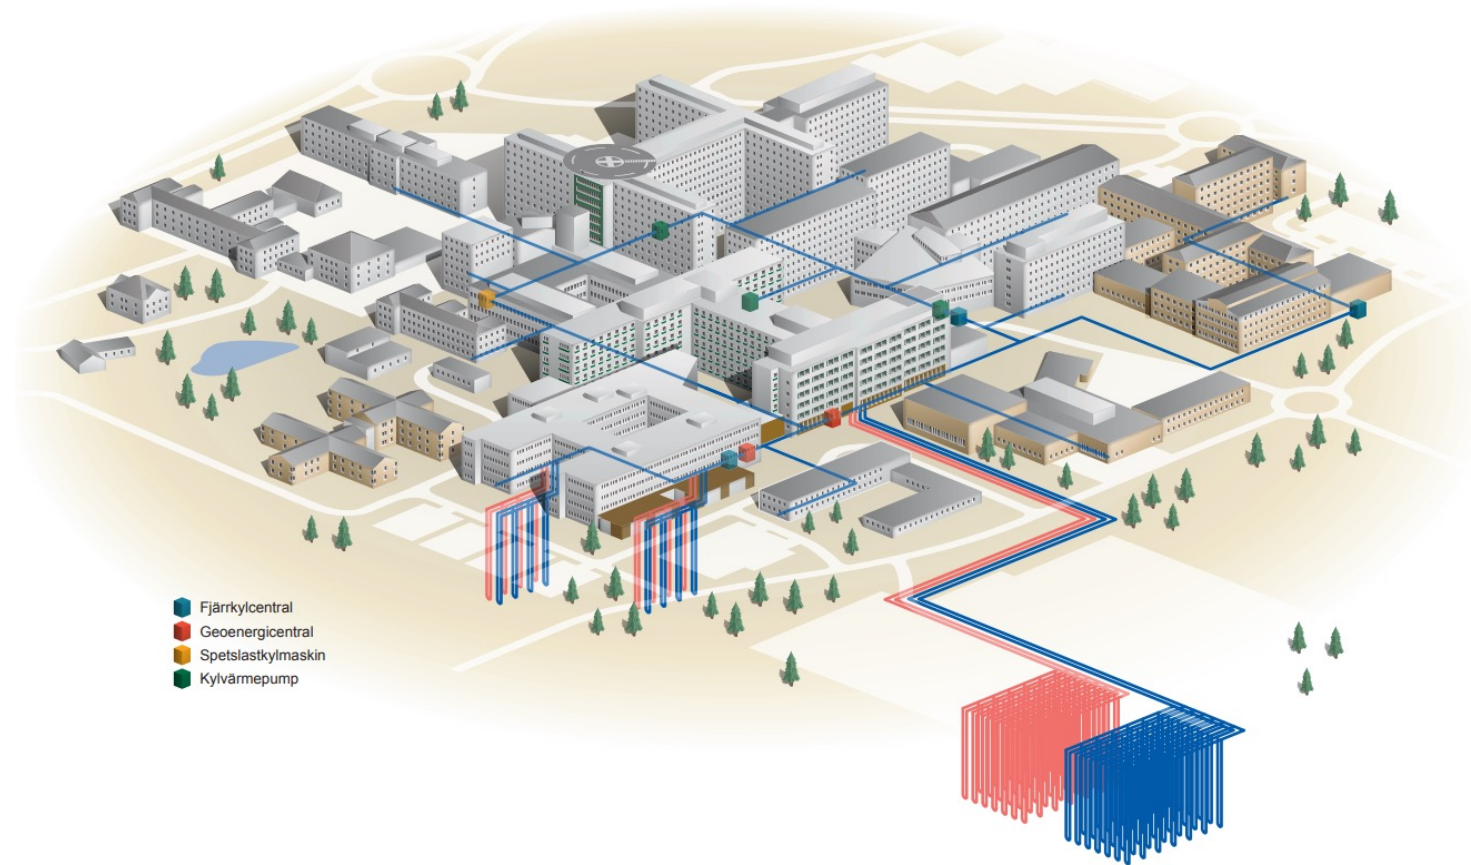 Fjärrkylcentral
Geoenergicentral
Spetslastkylmaskin
Kylvärmepump